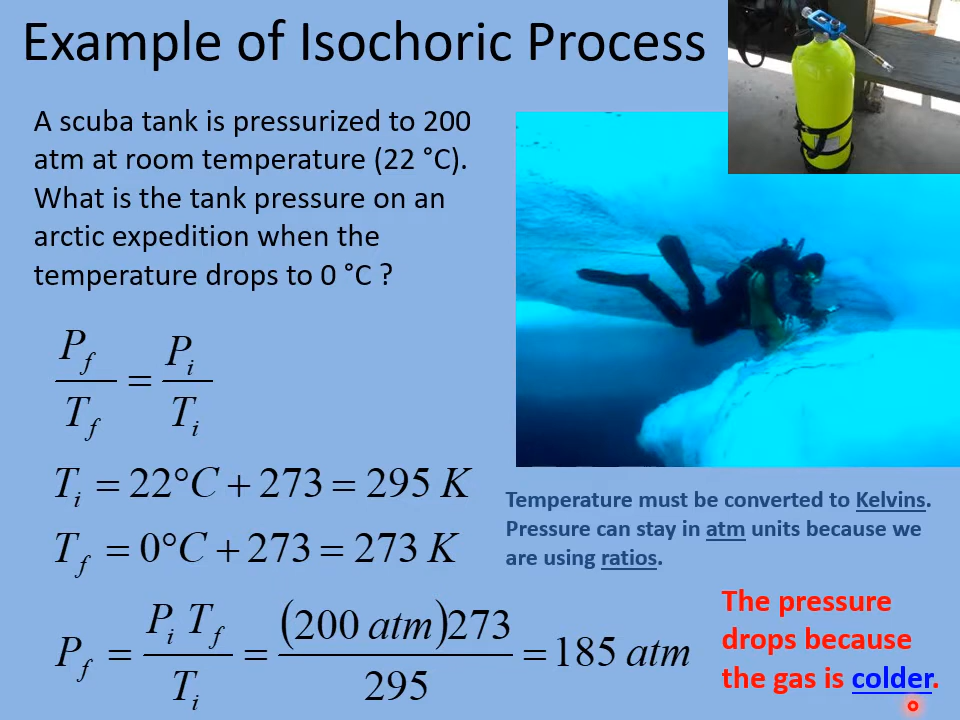 Example of Isochoric Process
A scuba tank is pressurized to 200
atm at room temperature (22 °C).
What is the tank pressure on an
arctic expedition when the
temperature drops to 0 °C ?
P_f / T_f = P_i / T_i
T_i = 22°C + 273 = 295 K
T_f = 0°C + 273 = 273 K
P_f = P_i T_f / T_i = (200 atm)273 / 295 = 185 atm
Temperature must be converted to Kelvins.
Pressure can stay in atm units because we
are using ratios.
The pressure
drops because
the gas is colder.